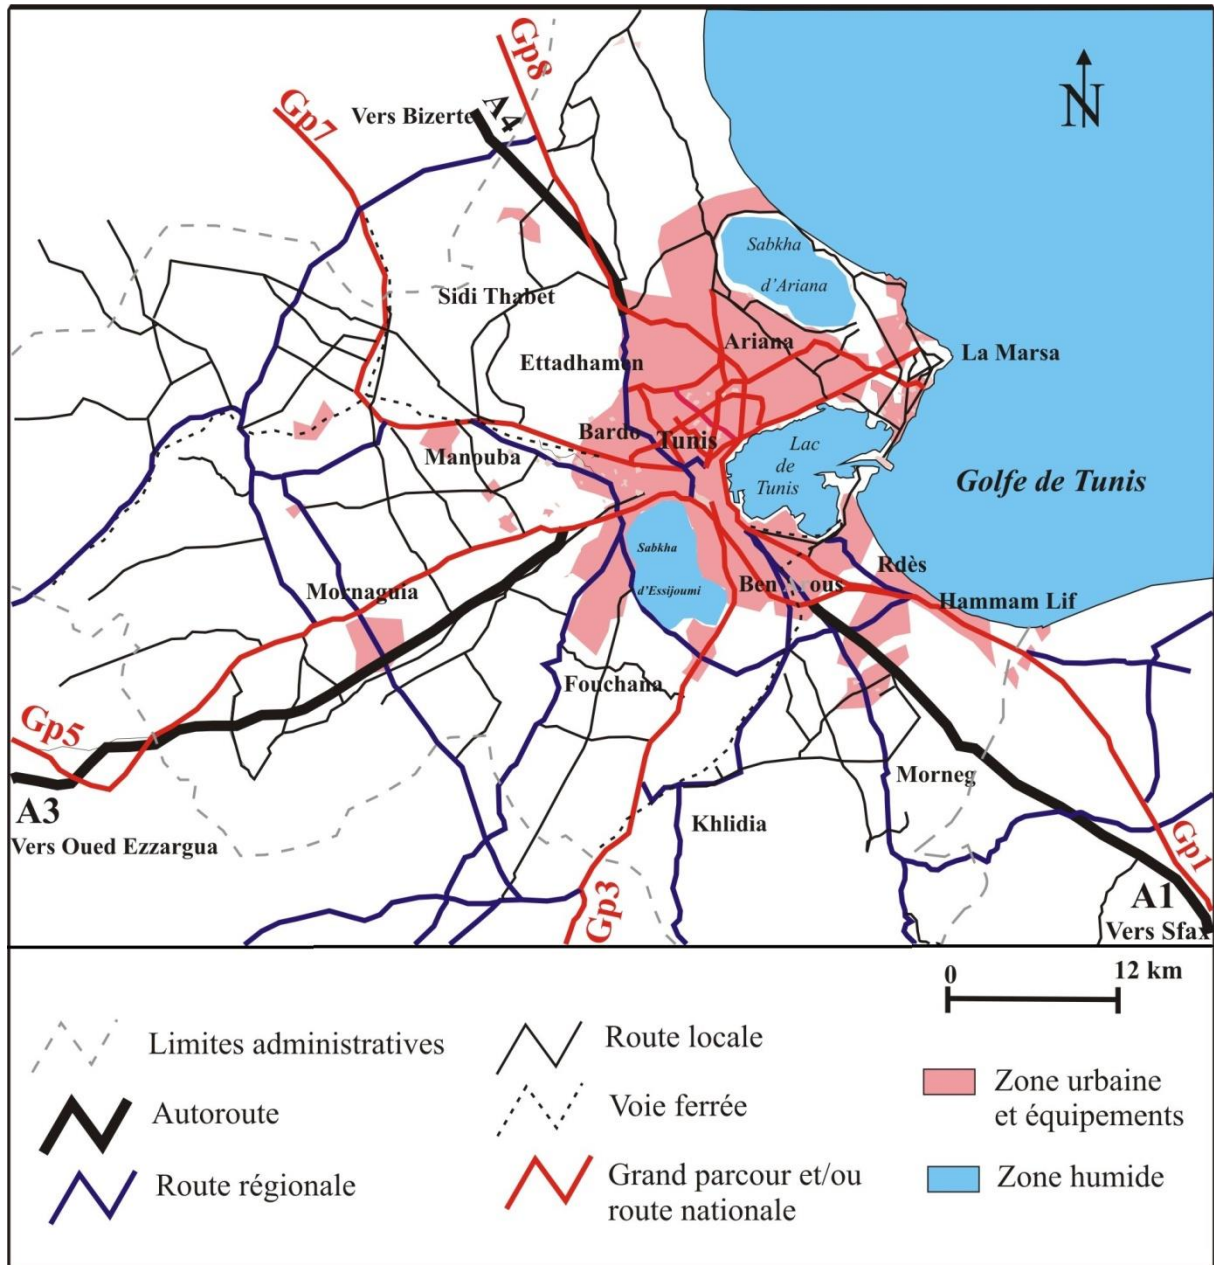 Gp8
N
Gp7
Vers Bizerte
A4
Sabkha
d'Ariana
Sidi Thabet
Ettadhamen
Ariana
La Marsa
Bardo
Tunis
Manouba
Lac
de
Tunis
Golfe de Tunis
Sabkha
d'Essijoumi
Mornaguia
Ben Arous
Rdès
Hammam Lif
Fouchana
Gp5
A3
Vers Oued Ezzargua
Morneg
Khlidia
Gp3
Gp1
A1
Vers Sfax
0
12 km
Limites administratives
Autoroute
Route régionale
Route locale
Voie ferrée
Grand parcour et/ou
route nationale
Zone urbaine
et équipements
Zone humide